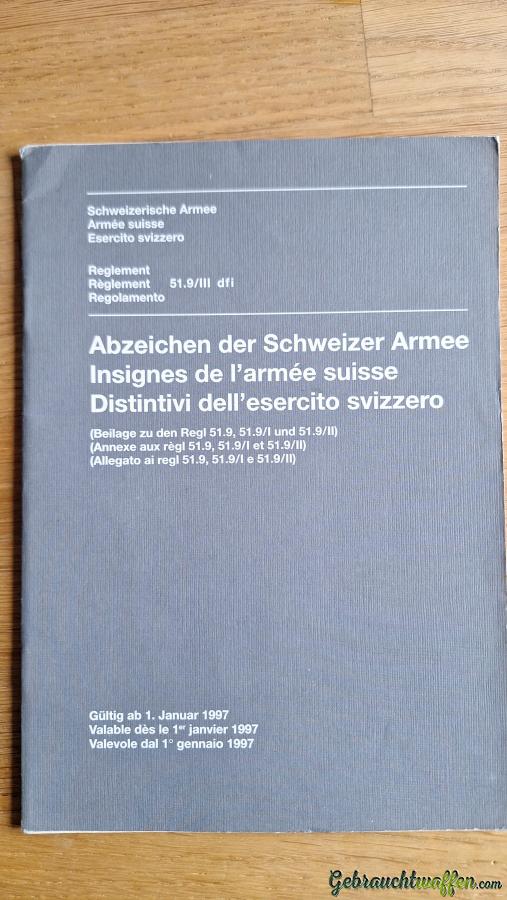 Schweizerische Armee
Armée suisse
Esercito svizzero
Reglement
Règlement 51.9/III dfi
Regolamento
Abzeichen der Schweizer Armee
Insignes de l'armée suisse
Distintivi dell'esercito svizzero
(Beilage zu den Regl 51.9, 51.9/I und 51.9/II)
(Annexe aux règl 51.9, 51.9/I et 51.9/II)
(Allegato ai regl 51.9, 51.9/I e 51.9/II)
Gültig ab 1. Januar 1997
Valable dès le 1er janvier 1997
Valevole dal 1° gennaio 1997
Gebrauchtwaffen.com